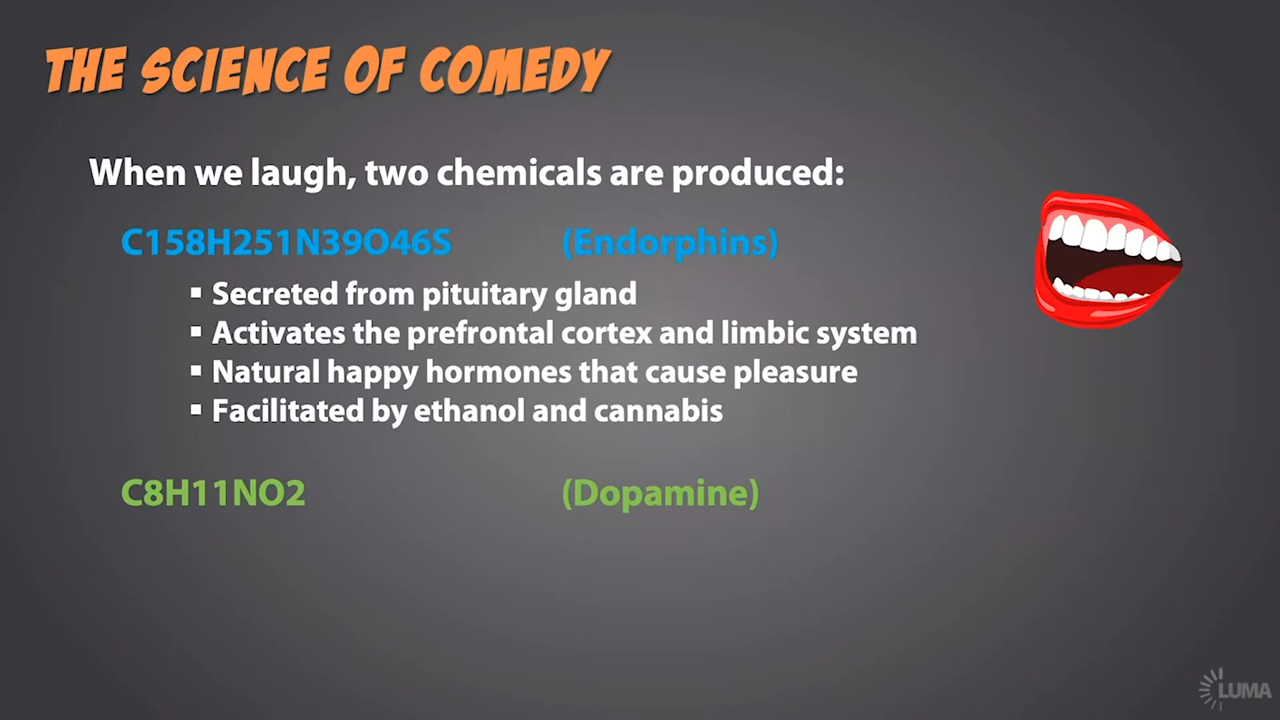 THE SCIENCE OF COMEDY
When we laugh, two chemicals are produced:
C158H251N39O46S (Endorphins)
▪ Secreted from pituitary gland
▪ Activates the prefrontal cortex and limbic system
▪ Natural happy hormones that cause pleasure
▪ Facilitated by ethanol and cannabis
C8H11NO2 (Dopamine)
LUMA